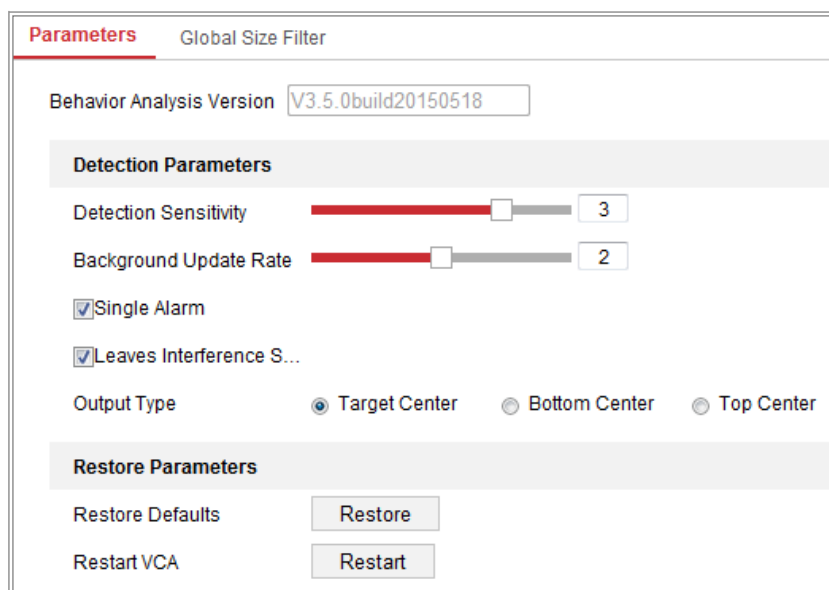 Parameters Global Size Filter
Behavior Analysis Version V3.5.0build20150518
Detection Parameters
Detection Sensitivity 3
Background Update Rate 2
Single Alarm
Leaves Interference S...
Output Type Target Center Bottom Center Top Center
Restore Parameters
Restore Defaults Restore
Restart VCA Restart